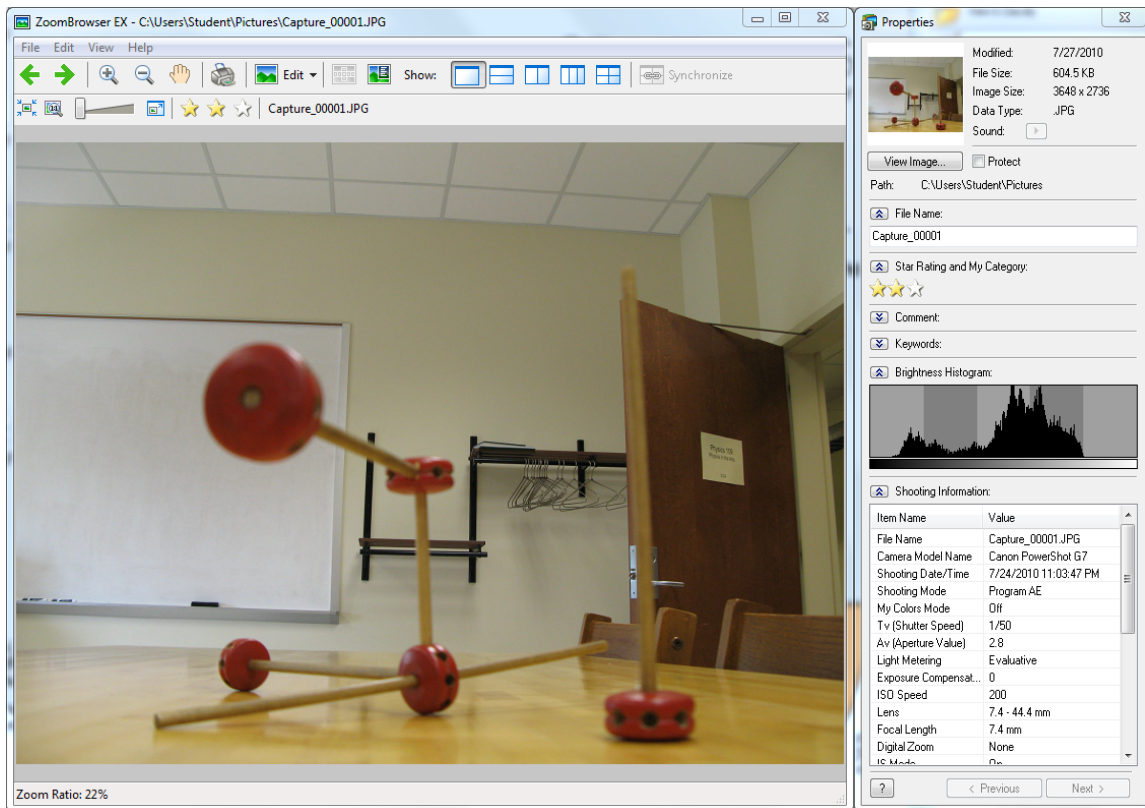 ZoomBrowser EX - C:\Users\Student\Pictures\Capture_00001.JPG
File Edit View Help
Edit Show: Synchronize
Capture_00001.JPG
Physics 109
Zoom Ratio: 22%
Properties
Modified: 7/27/2010
File Size: 604.5 KB
Image Size: 3648 x 2736
Data Type: .JPG
Sound:
View Image... Protect
Path: C:\Users\Student\Pictures
File Name:
Capture_00001
Star Rating and My Category:
Comment:
Keywords:
Brightness Histogram:
Shooting Information:
Item Name Value
File Name Capture_00001.JPG
Camera Model Name Canon PowerShot G7
Shooting Date/Time 7/24/2010 11:03:47 PM
Shooting Mode Program AE
My Colors Mode Off
Tv (Shutter Speed) 1/50
Av (Aperture Value) 2.8
Light Metering Evaluative
Exposure Compensat... 0
ISO Speed 200
Lens 7.4 - 44.4 mm
Focal Length 7.4 mm
Digital Zoom None
IS Mode On
? < Previous Next >